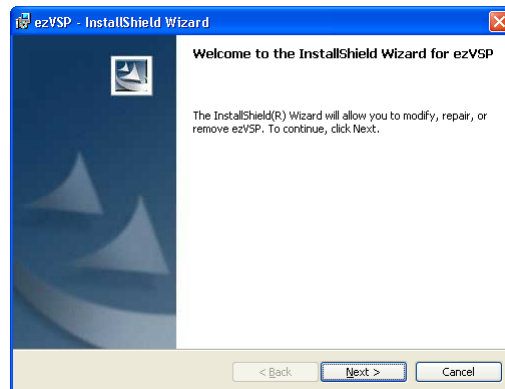 ezVSP - InstallShield Wizard
Welcome to the InstallShield Wizard for ezVSP
The InstallShield(R) Wizard will allow you to modify, repair, or
remove ezVSP. To continue, click Next.
< Back
Next >
Cancel